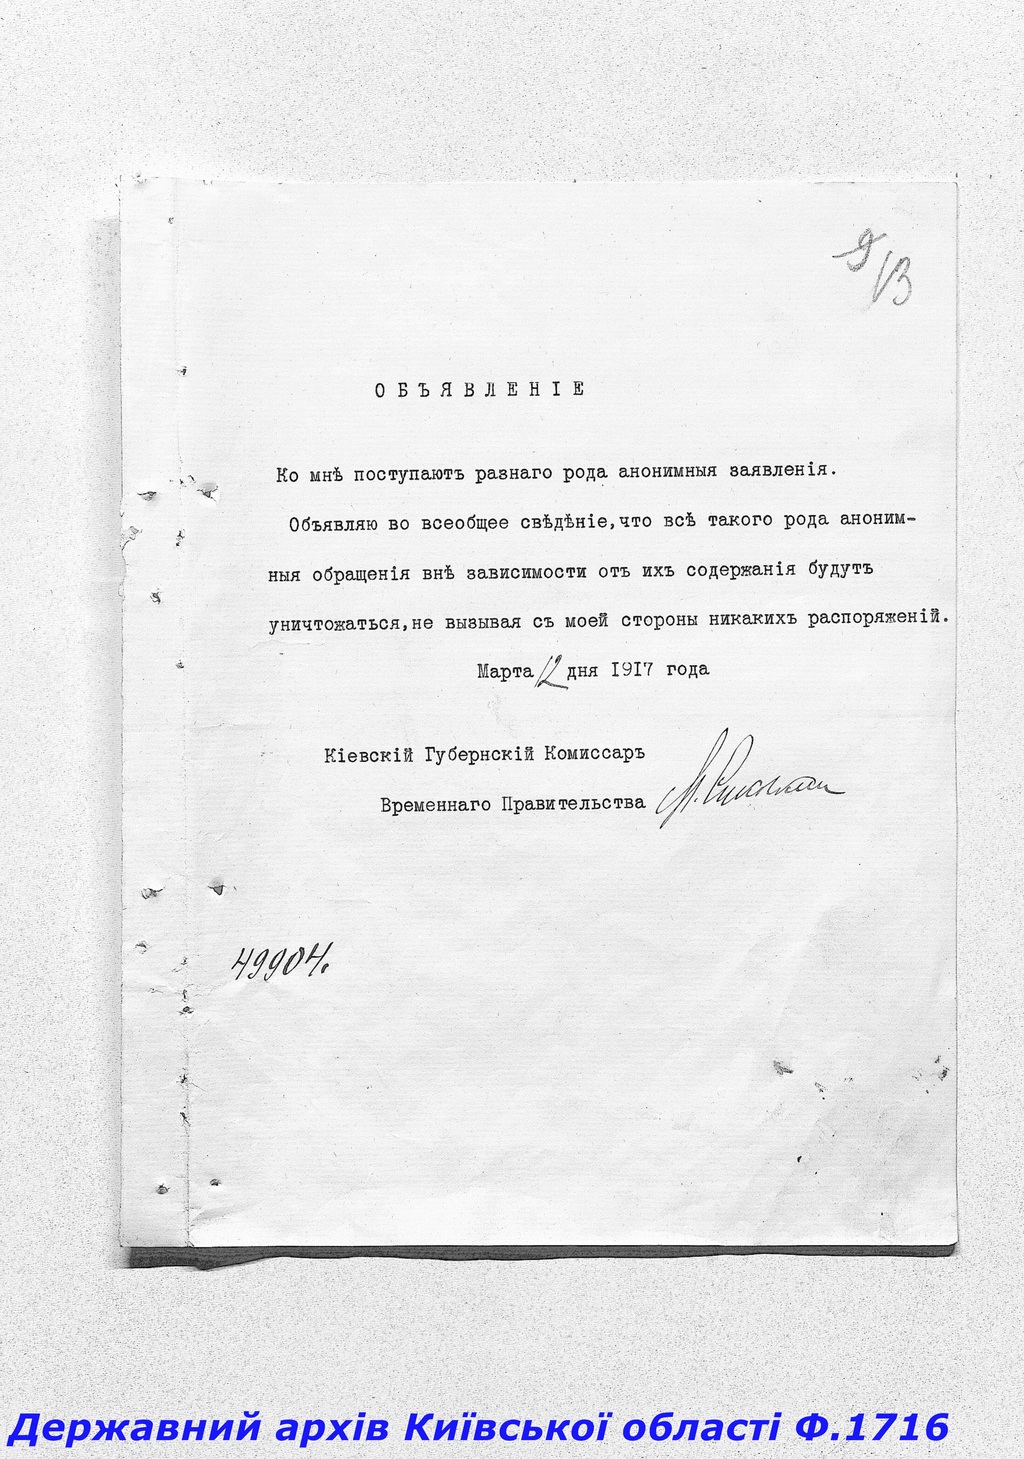 9
13
ОБЪЯВЛЕНІЕ
Ко мнѣ поступаютъ разнаго рода анонимныя заявленія.
Объявляю во всеобщее свѣдѣніе, что всѣ такого рода аноним-
ныя обращенія внѣ зависимости отъ ихъ содержанія будутъ
уничтожаться, не вызывая съ моей стороны никакихъ распоряженій.
Марта 12 дня 1917 года
Кіевскій Губернскій Комиссаръ
Временнаго Правительства
49904.
Державний архів Київської області Ф.1716